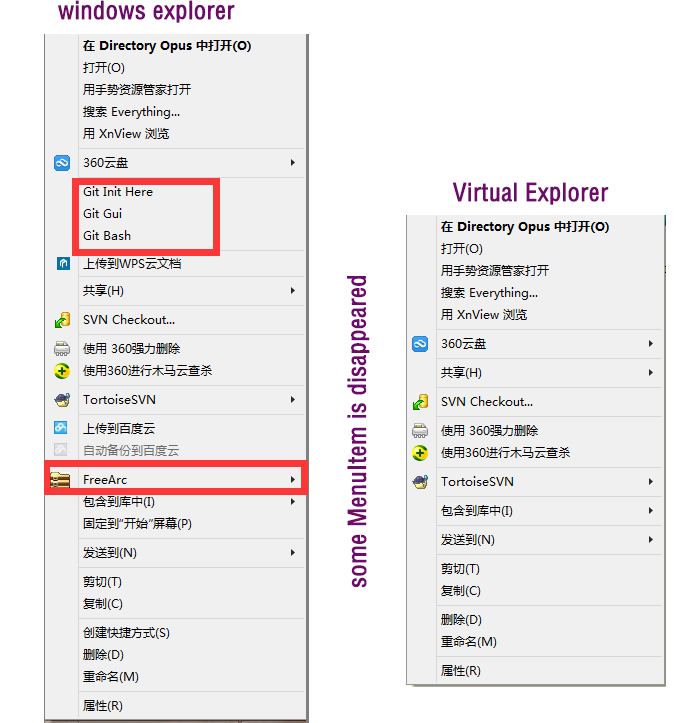 windows explorer
在 Directory Opus 中打开(O)
打开(O)
用手势资源管家打开
搜索 Everything...
用 XnView 浏览
360云盘
Git Init Here
Git Gui
Git Bash
上传到WPS云文档
共享(H)
SVN Checkout...
使用 360强力删除
使用360进行木马云查杀
TortoiseSVN
上传到百度云
自动备份到百度云
FreeArc
包含到库中(I)
固定到"开始"屏幕(P)
发送到(N)
剪切(T)
复制(C)
创建快捷方式(S)
删除(D)
重命名(M)
属性(R)
some MenuItem is disappeared
Virtual Explorer
在 Directory Opus 中打开(O)
打开(O)
用手势资源管家打开
搜索 Everything...
用 XnView 浏览
360云盘
共享(H)
SVN Checkout...
使用 360强力删除
使用360进行木马云查杀
TortoiseSVN
包含到库中(I)
发送到(N)
剪切(T)
复制(C)
删除(D)
重命名(M)
属性(R)